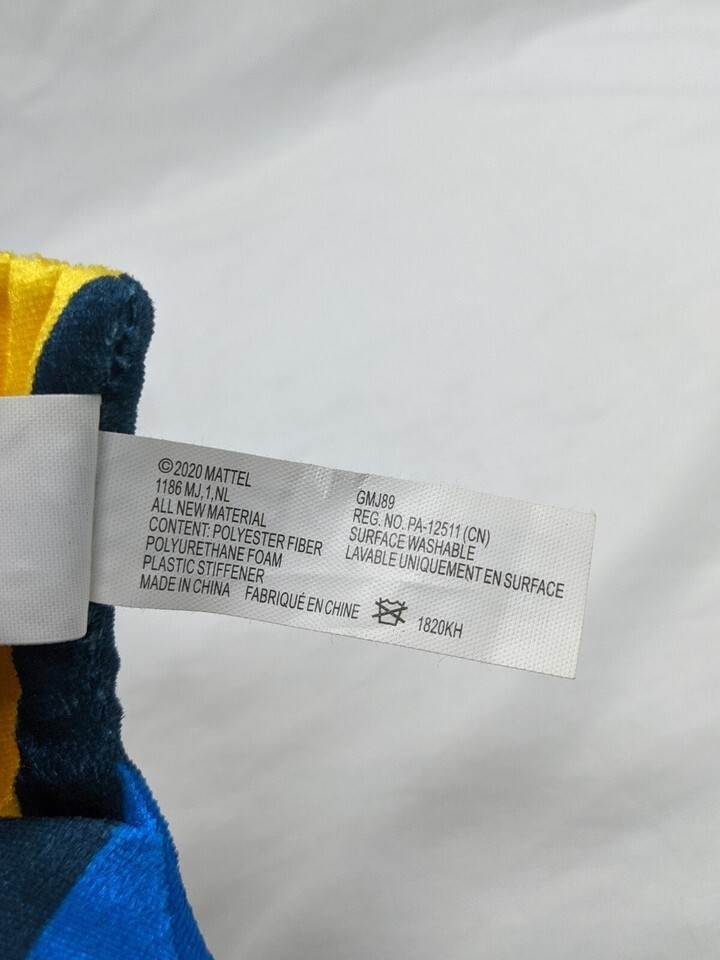 ©2020 MATTEL
1186 MJ,1,NL
ALL NEW MATERIAL
CONTENT: POLYESTER FIBER
POLYURETHANE FOAM
PLASTIC STIFFENER
MADE IN CHINA FABRIQUÉ EN CHINE
GMJ89
REG. NO. PA-12511 (CN)
SURFACE WASHABLE
LAVABLE UNIQUEMENT EN SURFACE
1820KH